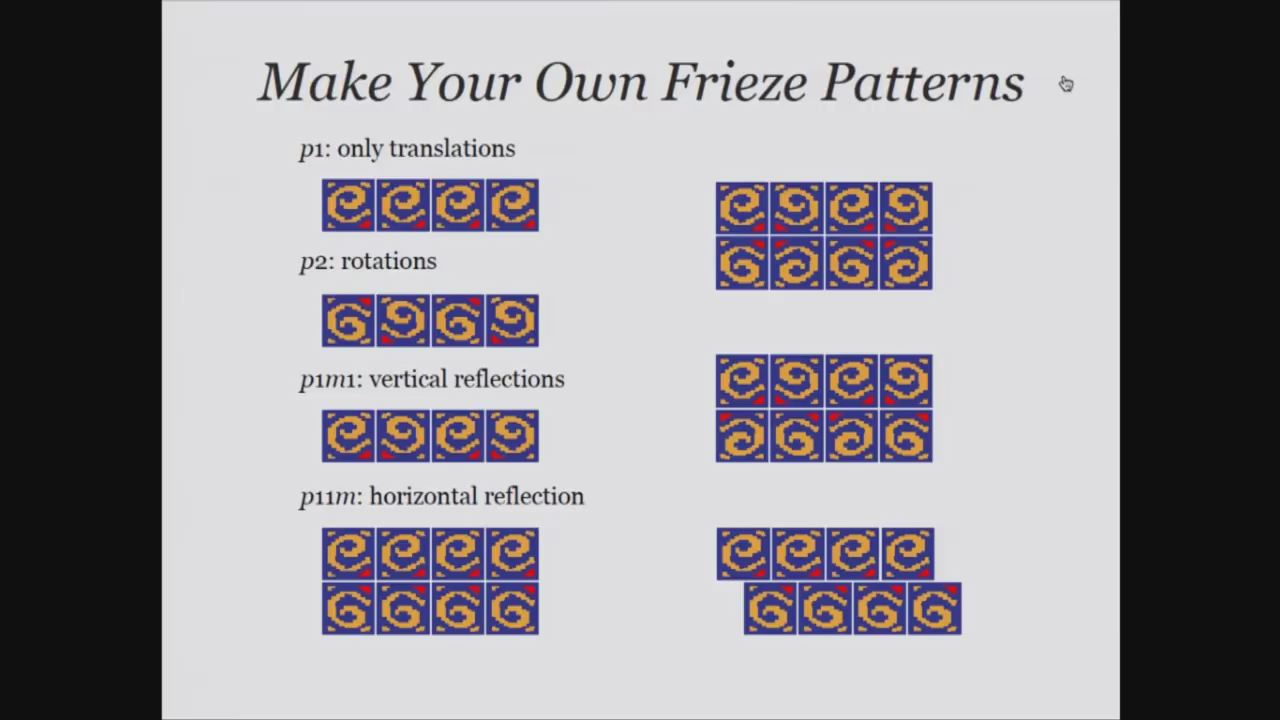 Make Your Own Frieze Patterns
p1: only translations
p2: rotations
p1m1: vertical reflections
p11m: horizontal reflection